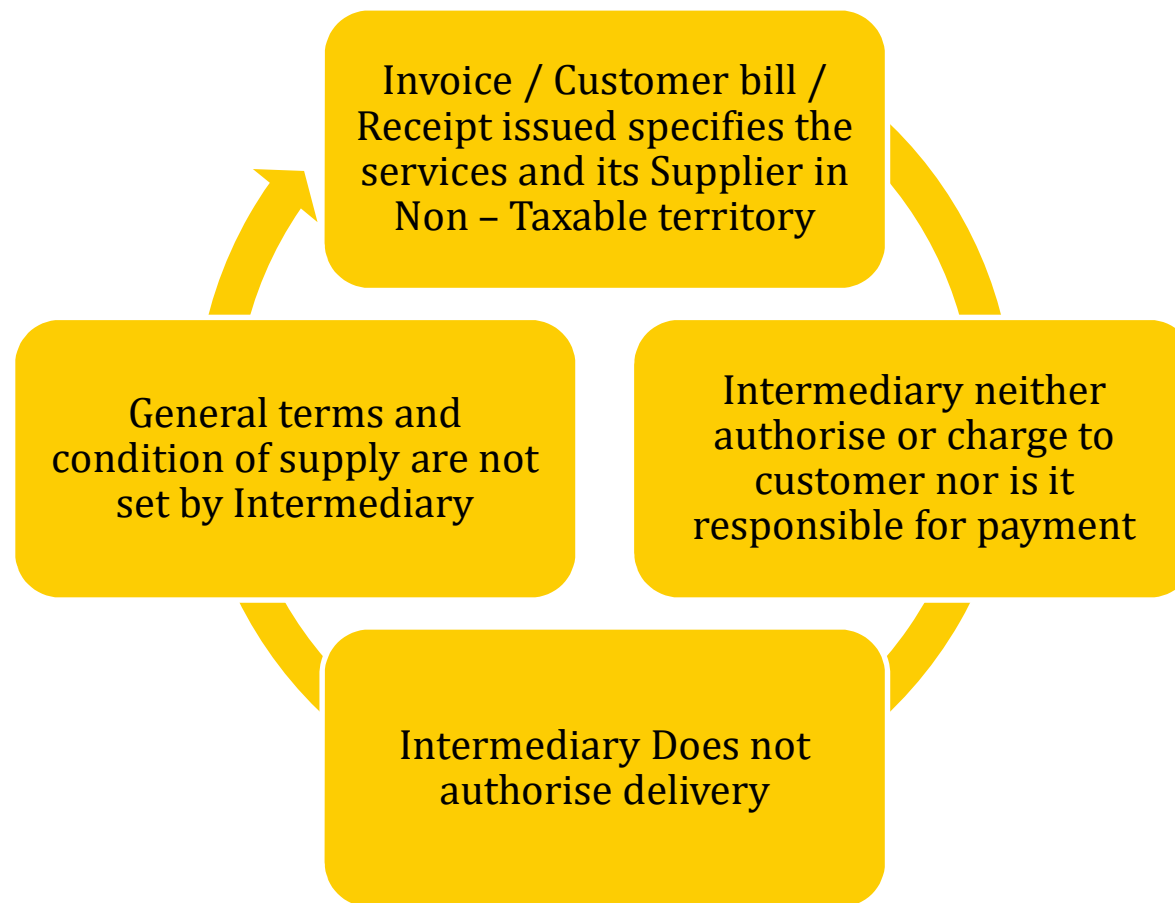 Invoice / Customer bill /
Receipt issued specifies the
services and its Supplier in
Non – Taxable territory
Intermediary neither
authorise or charge to
customer nor is it
responsible for payment
Intermediary Does not
authorise delivery
General terms and
condition of supply are not
set by Intermediary